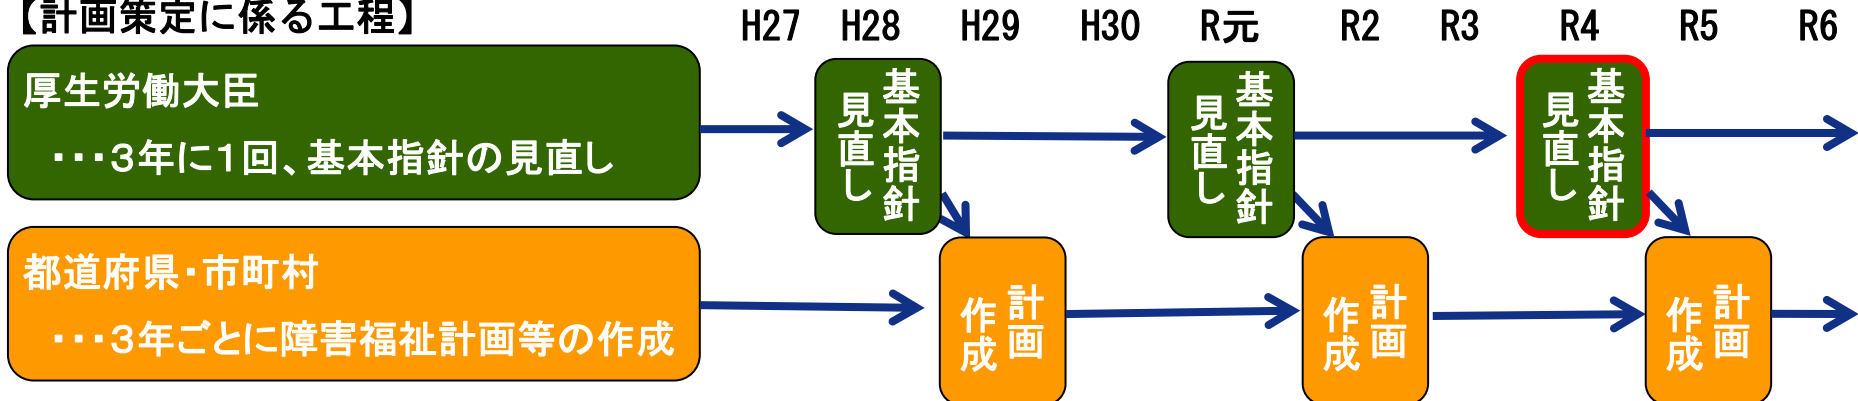 【計画策定に係る工程】
H27 H28 H29 H30 R元 R2 R3 R4 R5 R6
厚生労働大臣
・・・３年に１回、基本指針の見直し
基本指針
見直し
基本指針
見直し
基本指針
見直し
都道府県・市町村
・・・３年ごとに障害福祉計画等の作成
計画
作成
計画
作成
計画
作成